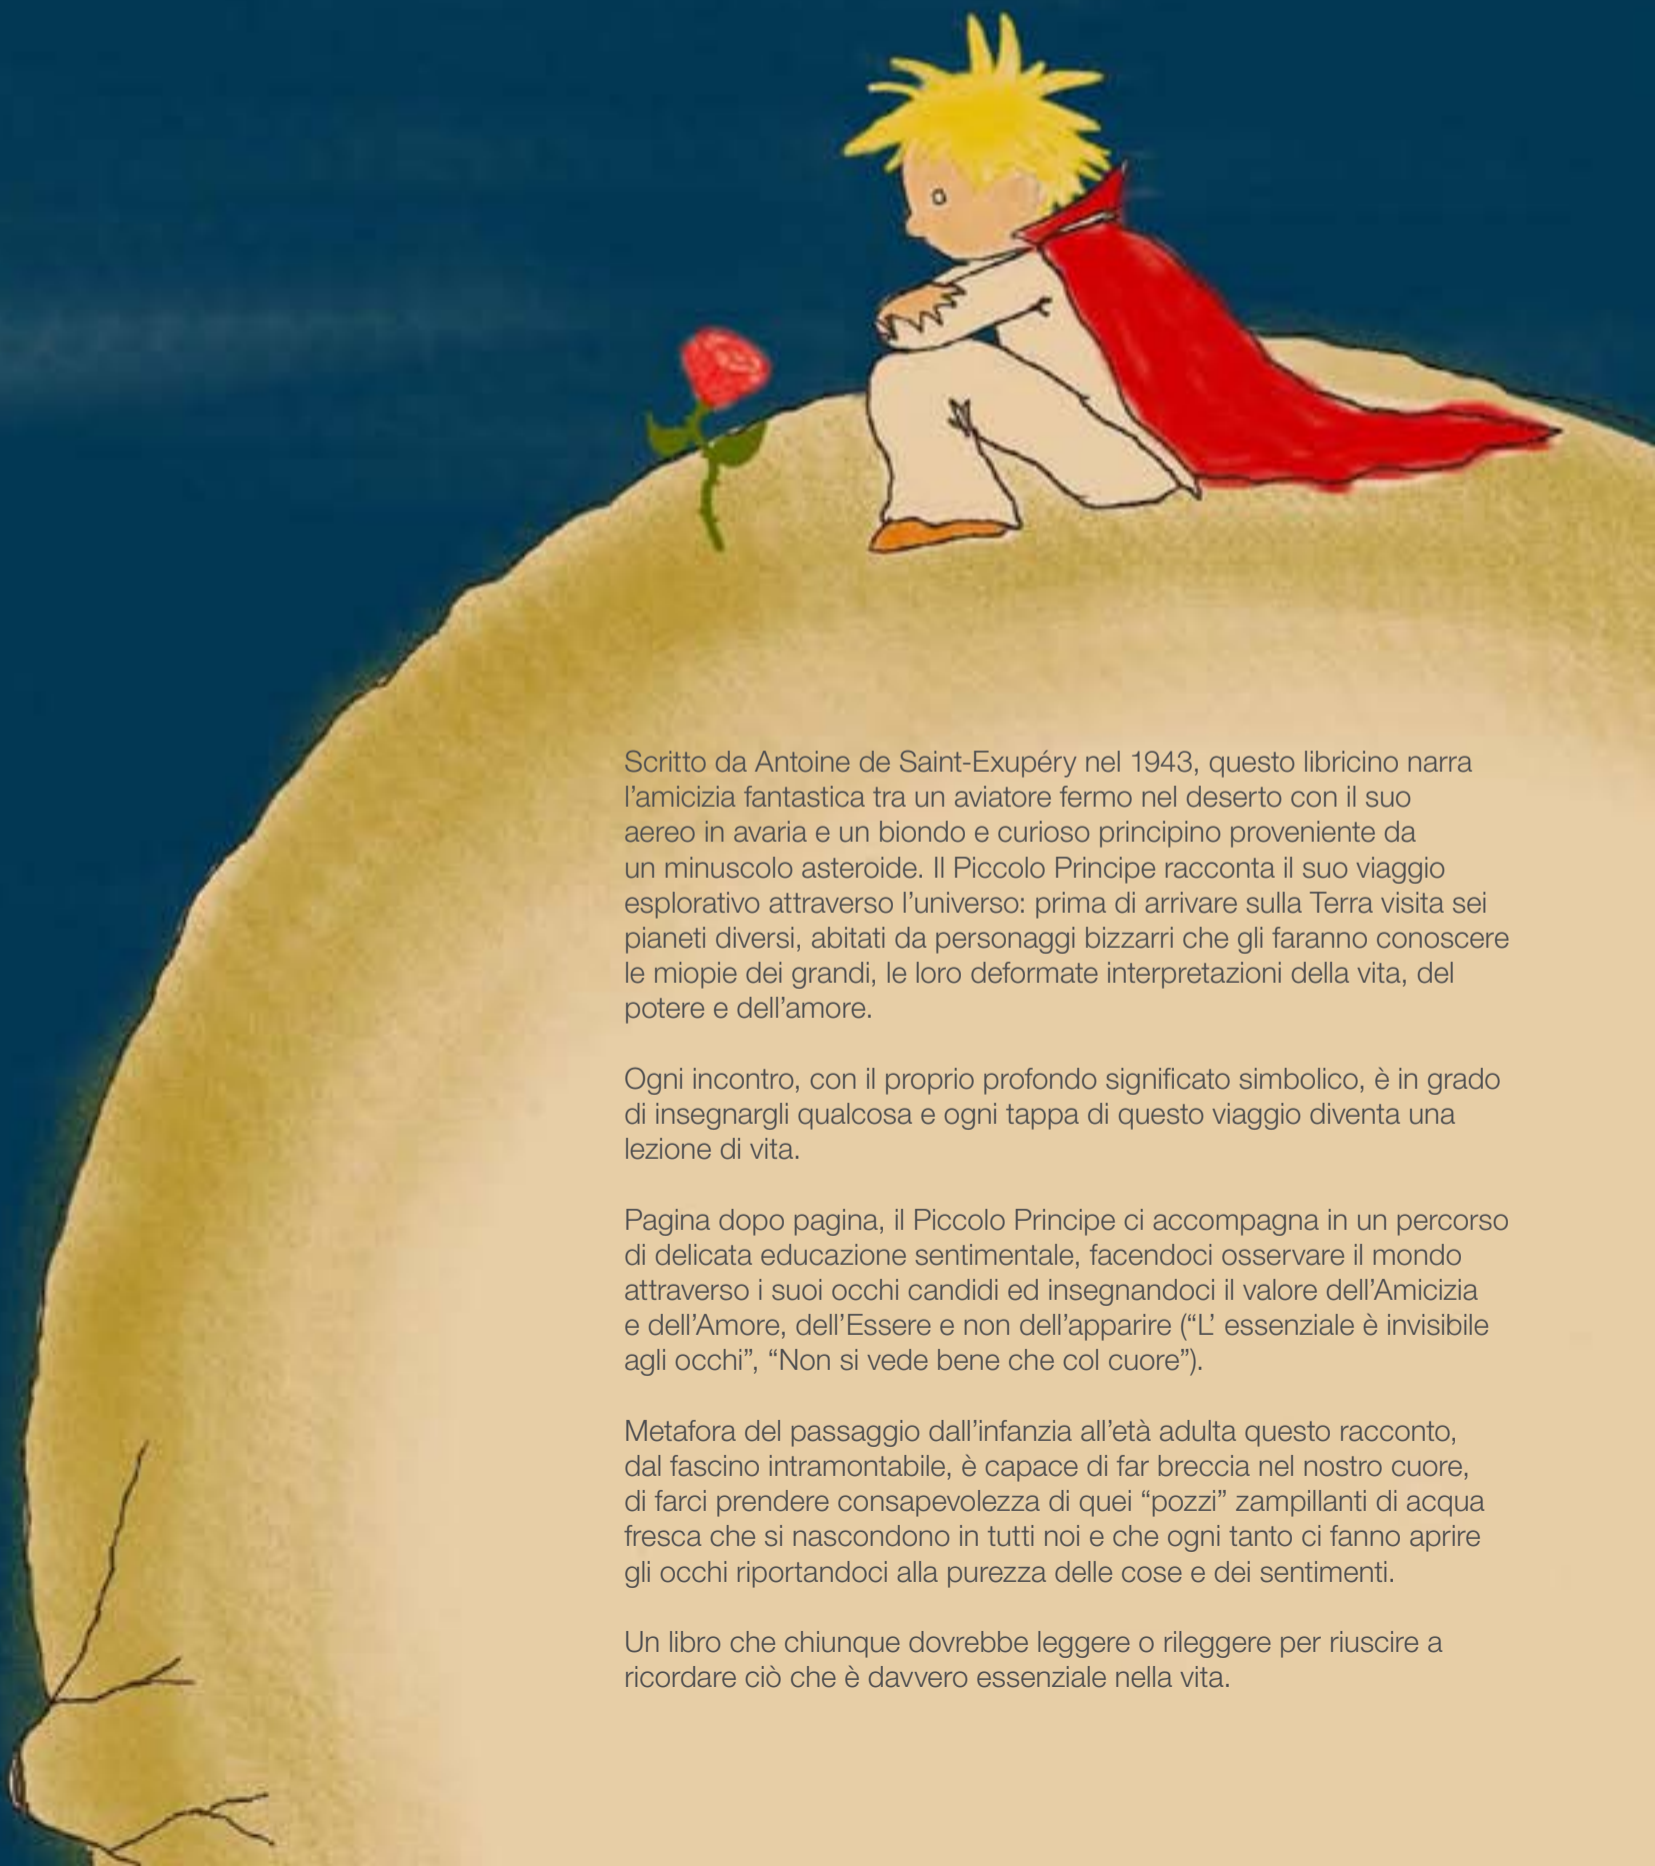 Scritto da Antoine de Saint-Exupéry nel 1943, questo libricino narra
l’amicizia fantastica tra un aviatore fermo nel deserto con il suo
aereo in avaria e un biondo e curioso principino proveniente da
un minuscolo asteroide. Il Piccolo Principe racconta il suo viaggio
esplorativo attraverso l’universo: prima di arrivare sulla Terra visita sei
pianeti diversi, abitati da personaggi bizzarri che gli faranno conoscere
le miopie dei grandi, le loro deformate interpretazioni della vita, del
potere e dell’amore.
Ogni incontro, con il proprio profondo significato simbolico, è in grado
di insegnargli qualcosa e ogni tappa di questo viaggio diventa una
lezione di vita.
Pagina dopo pagina, il Piccolo Principe ci accompagna in un percorso
di delicata educazione sentimentale, facendoci osservare il mondo
attraverso i suoi occhi candidi ed insegnandoci il valore dell’Amicizia
e dell’Amore, dell’Essere e non dell’apparire (“L’ essenziale è invisibile
agli occhi”, “Non si vede bene che col cuore”).
Metafora del passaggio dall’infanzia all’età adulta questo racconto,
dal fascino intramontabile, è capace di far breccia nel nostro cuore,
di farci prendere consapevolezza di quei “pozzi” zampillanti di acqua
fresca che si nascondono in tutti noi e che ogni tanto ci fanno aprire
gli occhi riportandoci alla purezza delle cose e dei sentimenti.
Un libro che chiunque dovrebbe leggere o rileggere per riuscire a
ricordare ciò che è davvero essenziale nella vita.